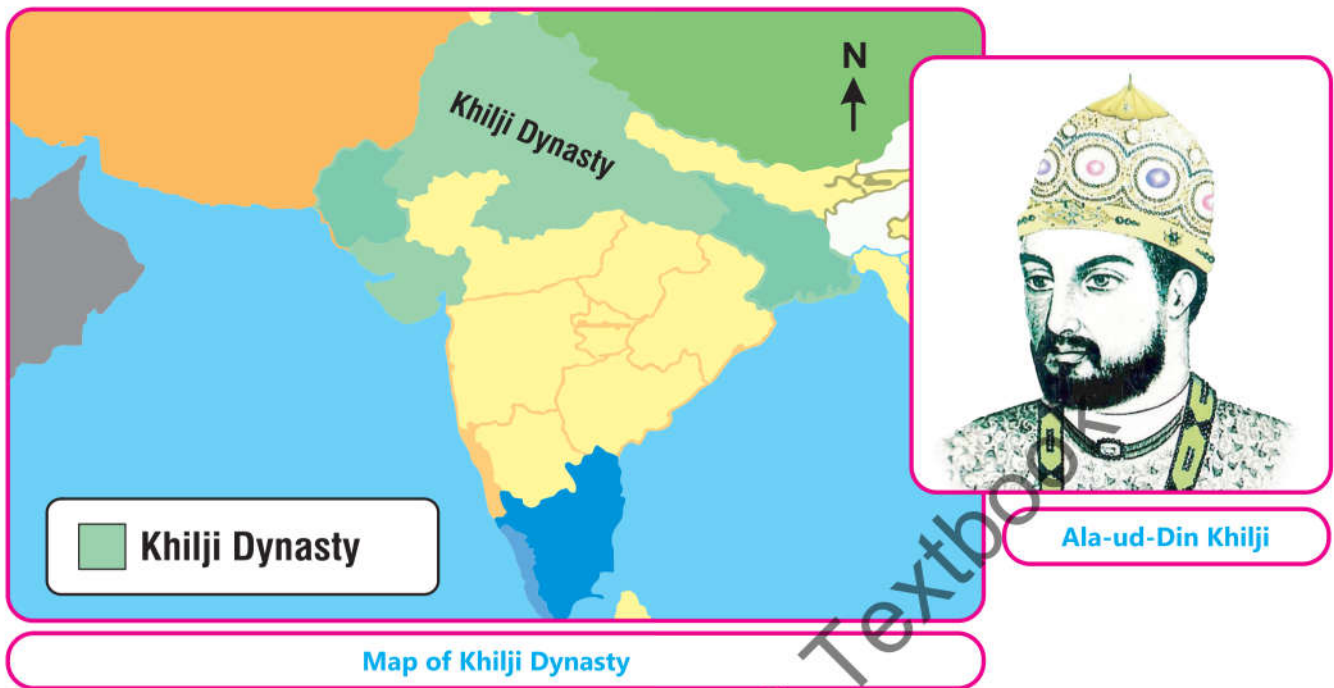 Khilji Dynasty
N
Khilji Dynasty
Ala-ud-Din Khilji
Map of Khilji Dynasty
Textbook